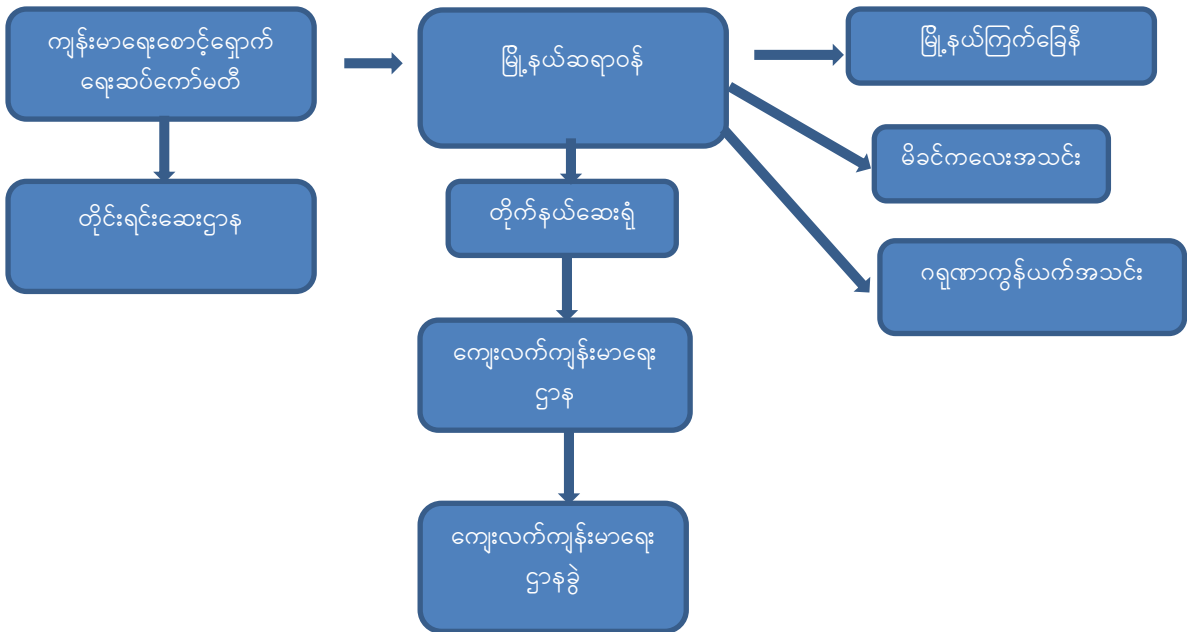 ကျန်းမာရေးစောင့်ရှောက်
ရေးဆပ်ကော်မတီ
မြို့နယ်ဆရာဝန်
မြို့နယ်ကြက်ခြေနီ
မိခင်ကလေးအသင်း
တိုင်းရင်းဆေးဌာန
တိုက်နယ်ဆေးရုံ
ဂရုဏာကွန်ယက်အသင်း
ကျေးလက်ကျန်းမာရေး
ဌာန
ကျေးလက်ကျန်းမာရေး
ဌာနခွဲ